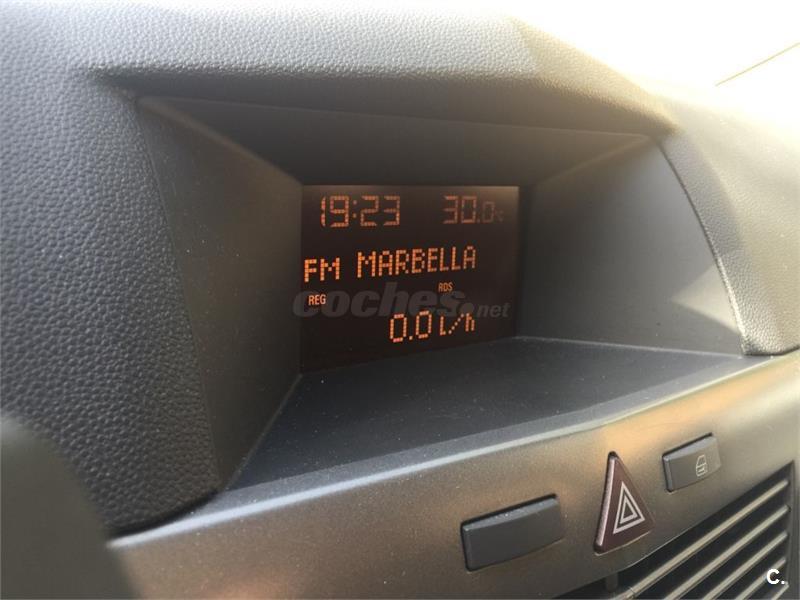 19:23 30.0°C
FM MARBELLA
REG RDS
coches.net
0.0 L/h
C.